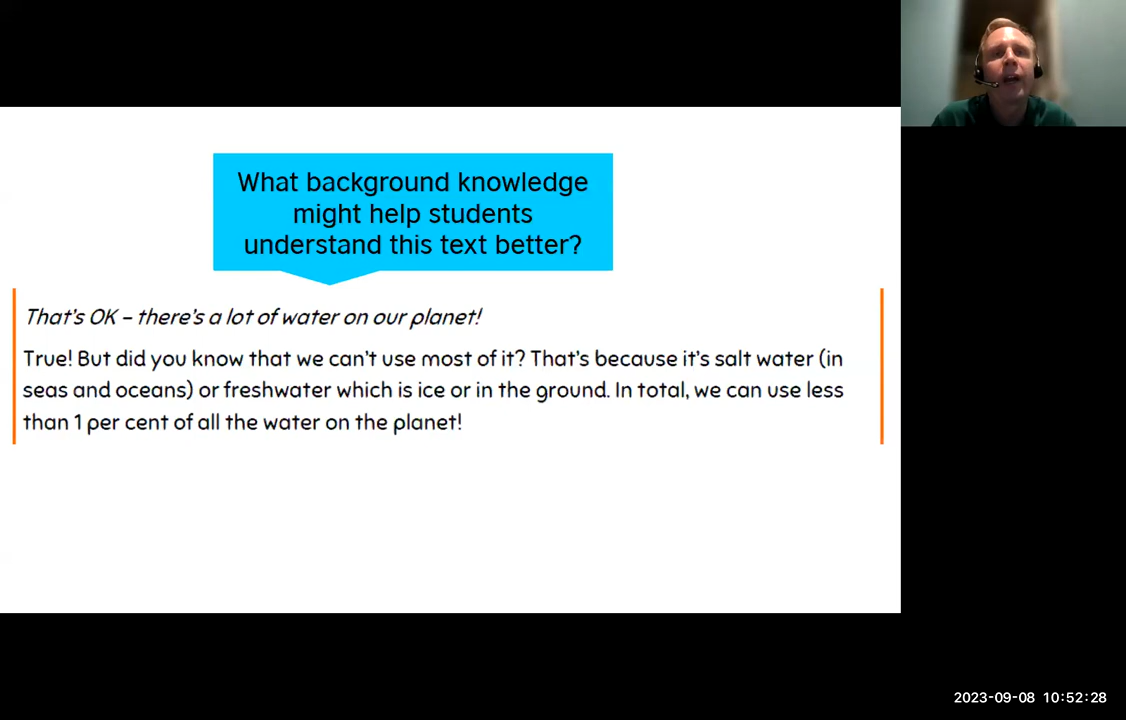 What background knowledge
might help students
understand this text better?
That's OK – there's a lot of water on our planet!
True! But did you know that we can't use most of it? That's because it's salt water (in
seas and oceans) or freshwater which is ice or in the ground. In total, we can use less
than 1 per cent of all the water on the planet!
2023-09-08 10:52:28